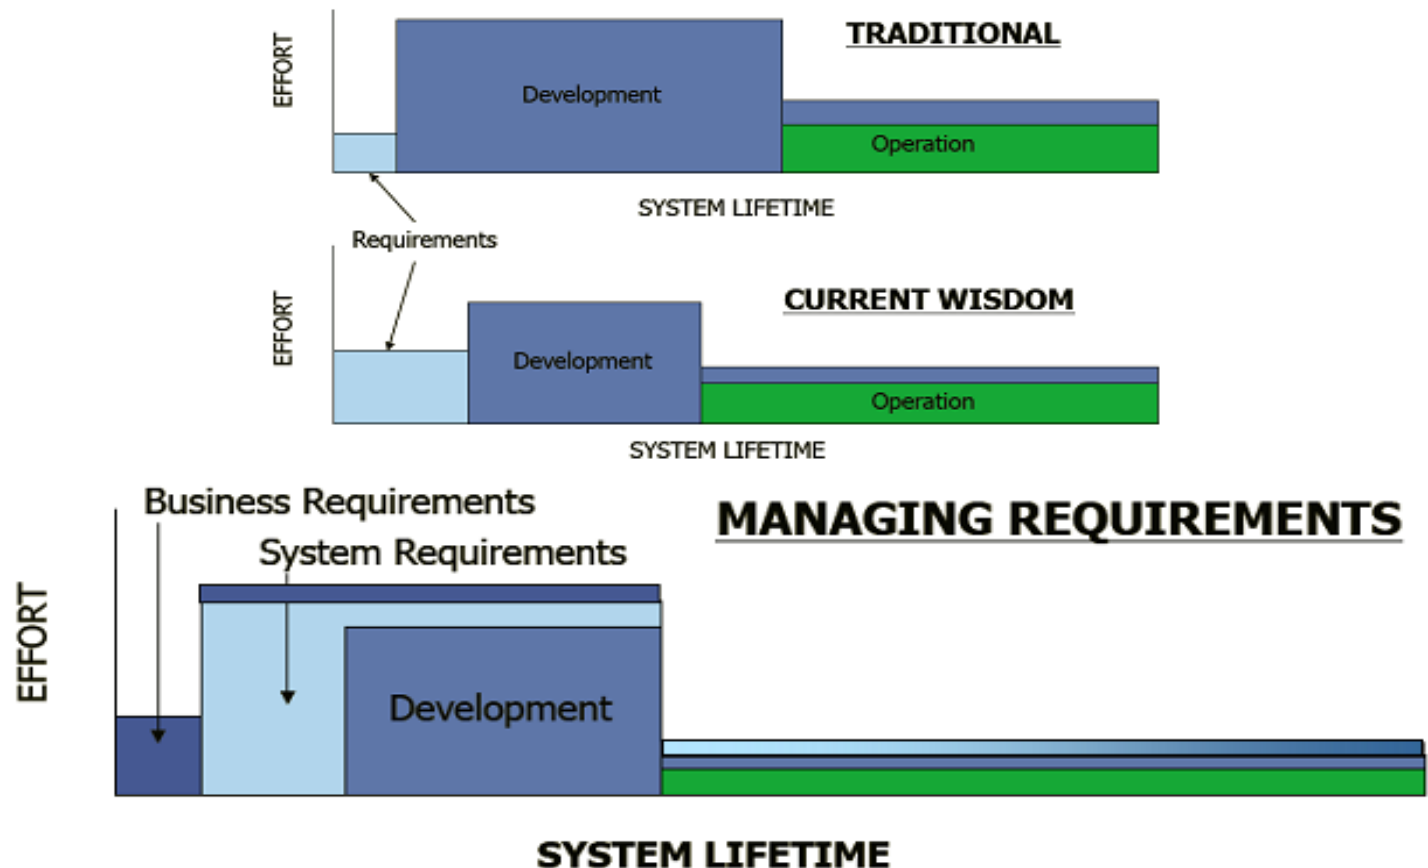 TRADITIONAL
EFFORT
Development
Operation
SYSTEM LIFETIME
Requirements
CURRENT WISDOM
EFFORT
Development
Operation
SYSTEM LIFETIME
Business Requirements
MANAGING REQUIREMENTS
System Requirements
EFFORT
Development
SYSTEM LIFETIME